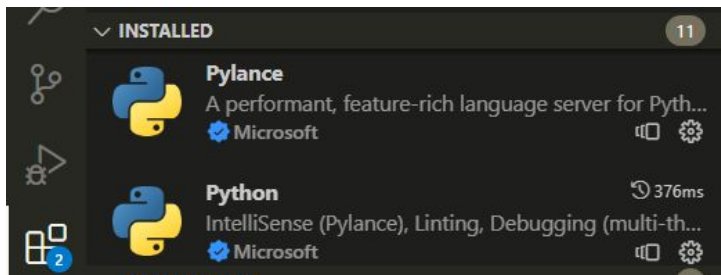 INSTALLED 11
Pylance
A performant, feature-rich language server for Pyth...
Microsoft
Python 376ms
IntelliSense (Pylance), Linting, Debugging (multi-th...
Microsoft
2